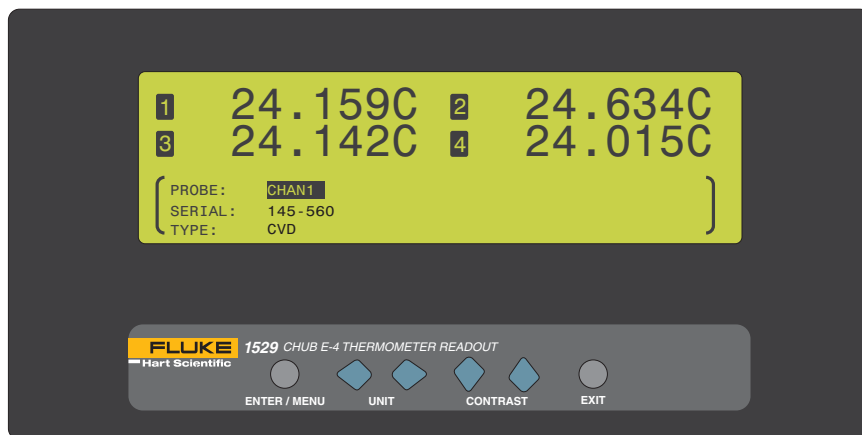 1 24.159C 2 24.634C
3 24.142C 4 24.015C
PROBE: CHAN1
SERIAL: 145-560
TYPE: CVD
FLUKE 1529 CHUB E-4 THERMOMETER READOUT
Hart Scientific
ENTER / MENU UNIT CONTRAST EXIT